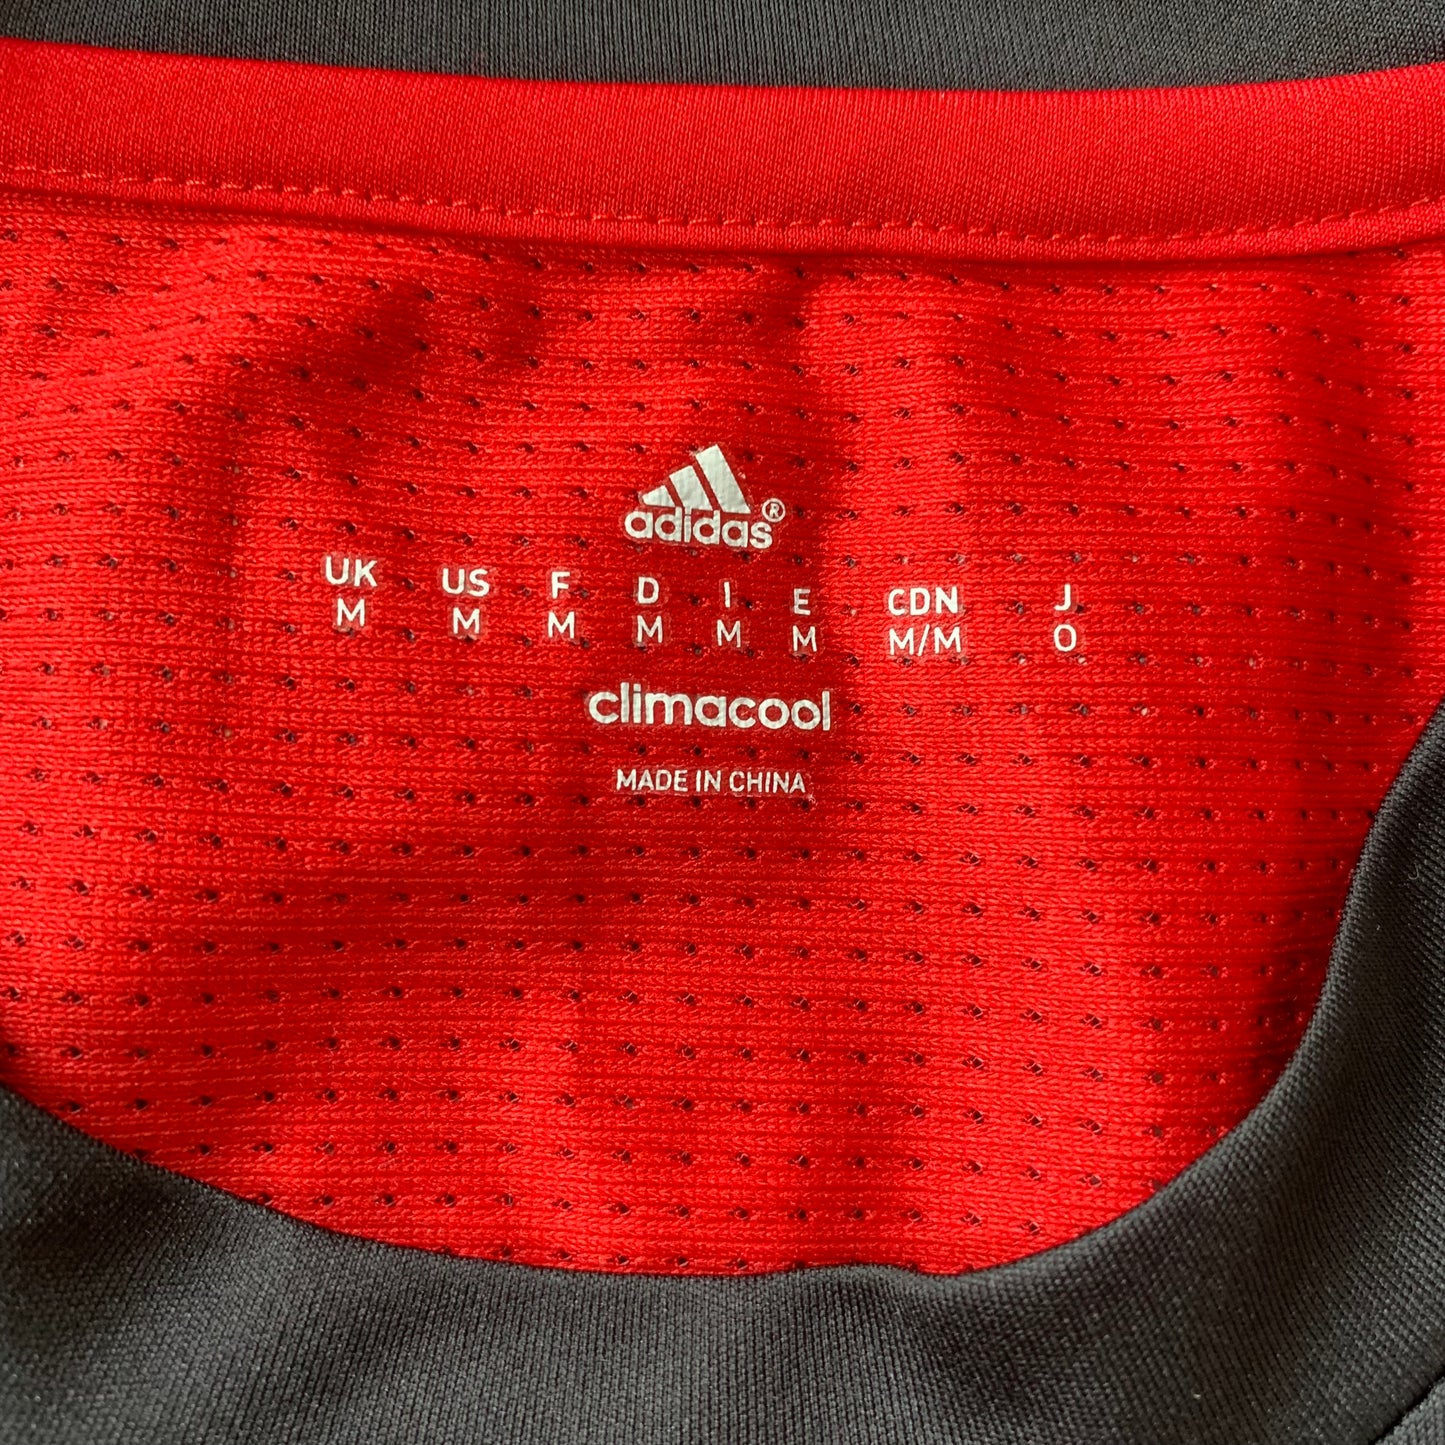 adidas®
UK US F D I E CDN J
M M M M M M M/M O
climacool
MADE IN CHINA